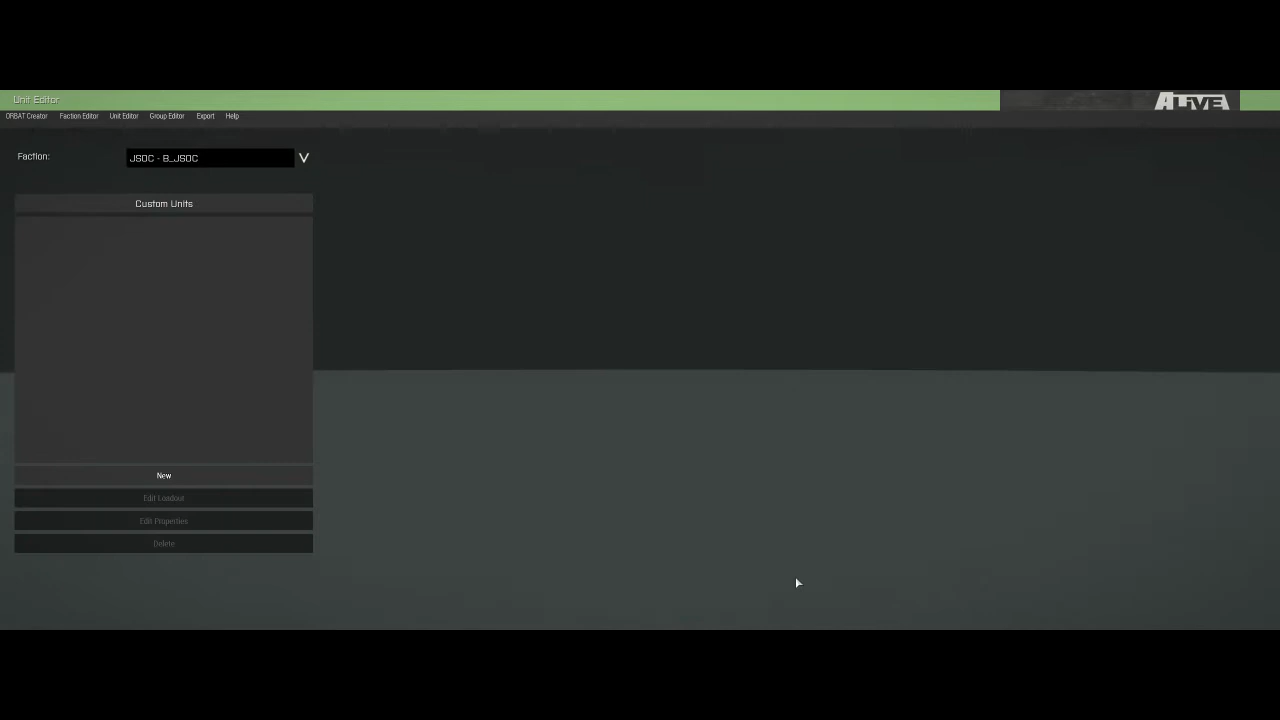 Unit Editor
ALiVE
ORBAT Creator Faction Editor Unit Editor Group Editor Export Help
Faction: JSOC - B_JSOC
Custom Units
New
Edit Loadout
Edit Properties
Delete